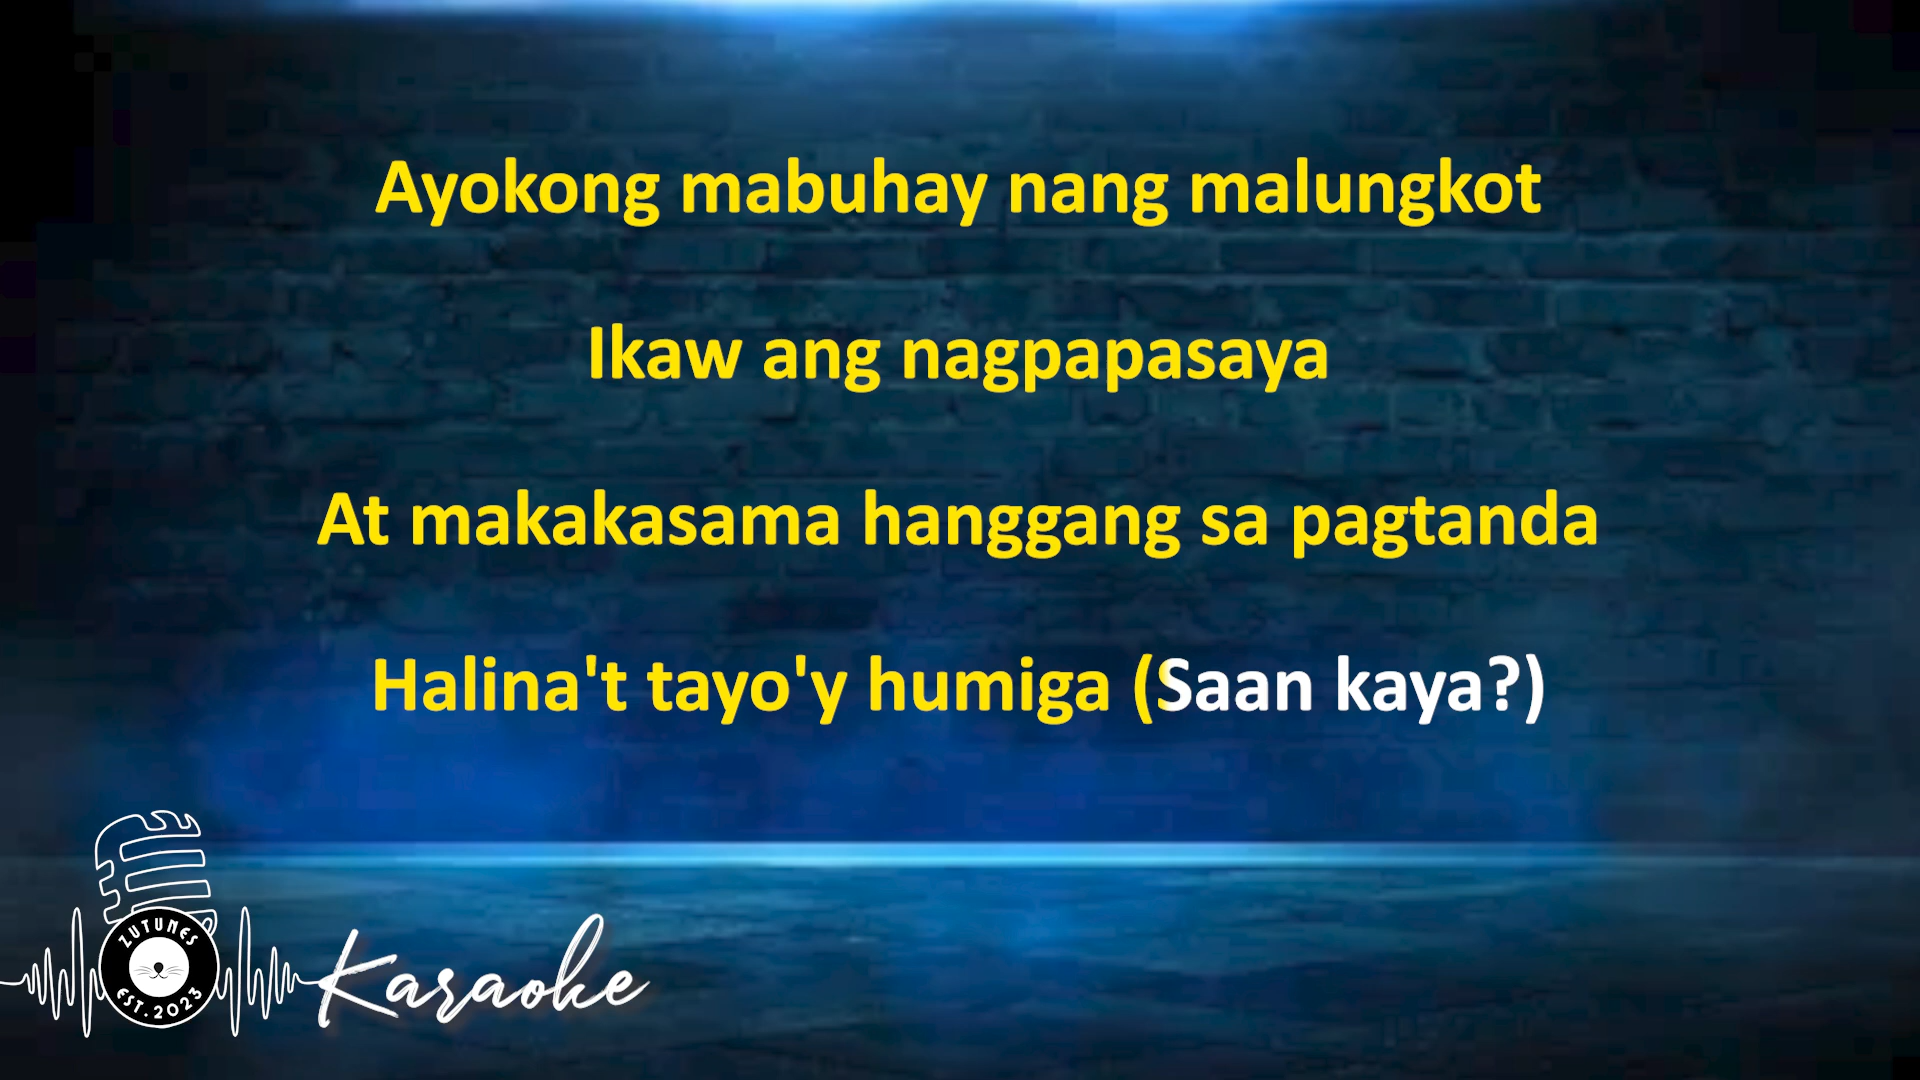 Ayokong mabuhay nang malungkot
Ikaw ang nagpapasaya
At makakasama hanggang sa pagtanda
Halina't tayo'y humiga (Saan kaya?)
ZUTUNES
EST.2023
Karaoke